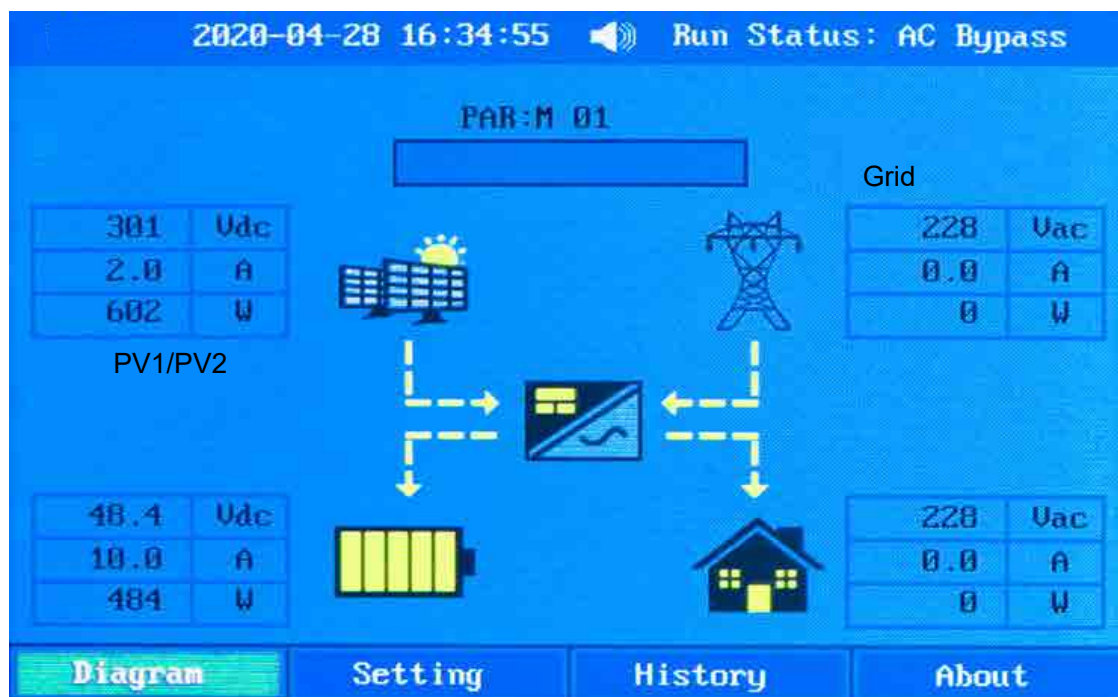 2020-04-28 16:34:55 Run Status: AC Bypass
PAR:M 01
Grid
301 Vdc
2.0 A
602 W
PV1/PV2
228 Vac
0.0 A
0 W
48.4 Vdc
10.0 A
484 W
228 Vac
0.0 A
0 W
Diagram Setting History About